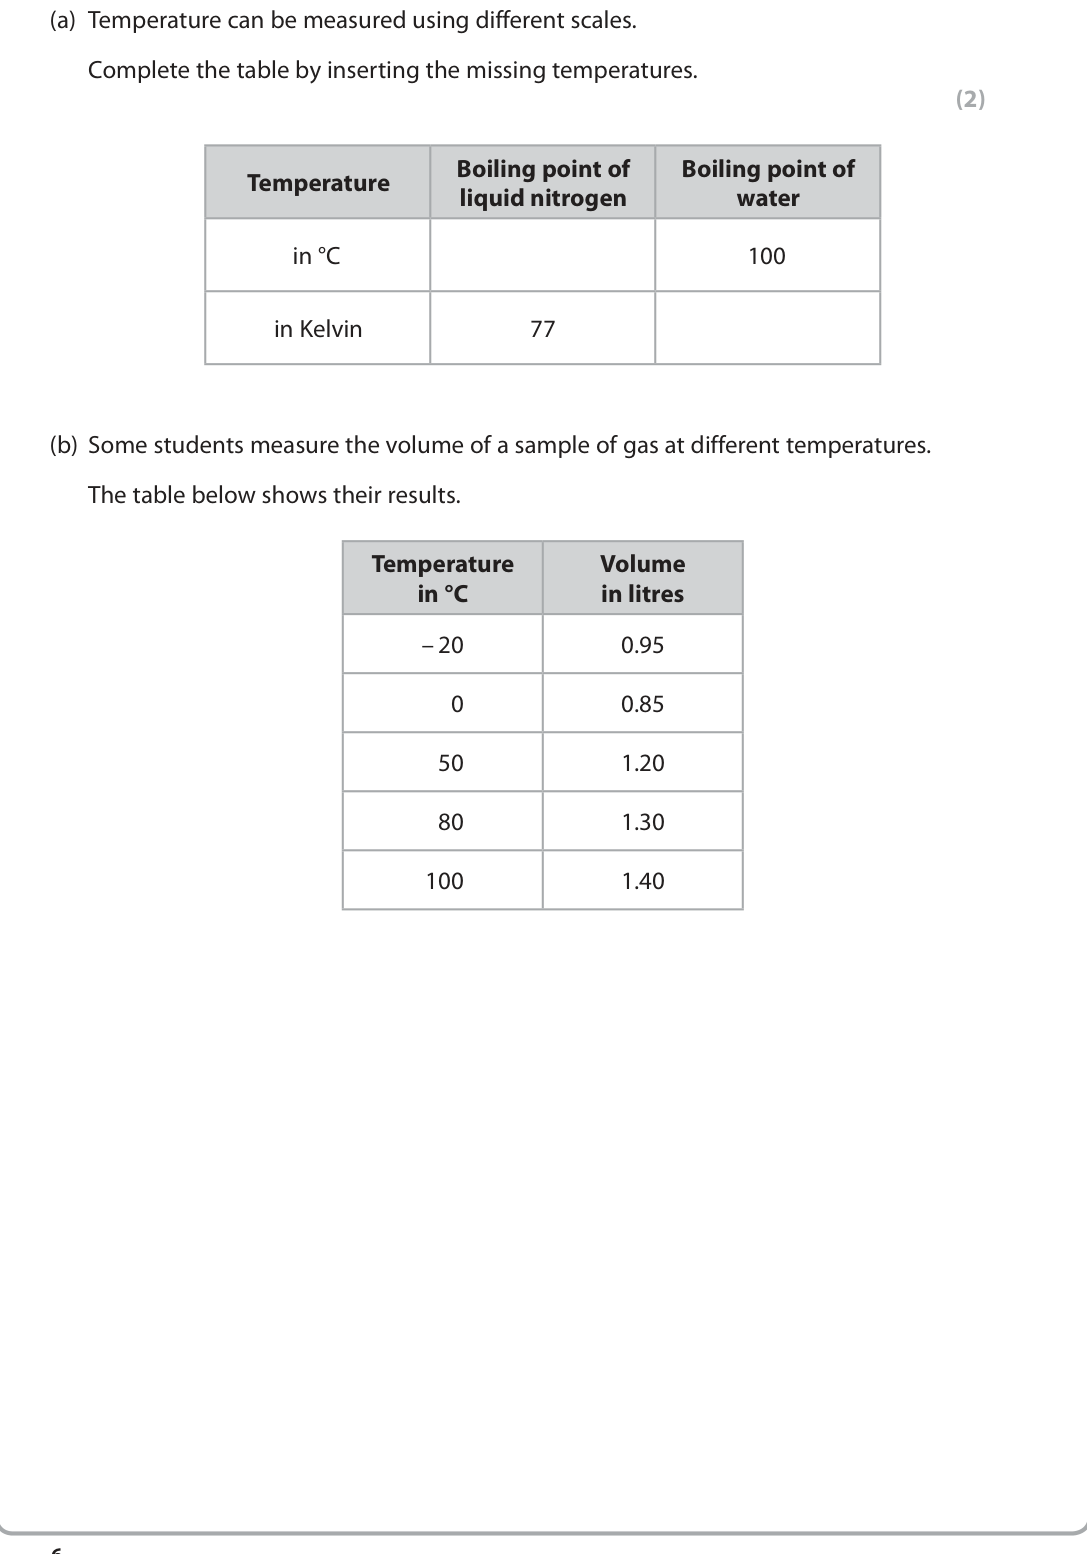 (a) Temperature can be measured using different scales.
Complete the table by inserting the missing temperatures.
(2)
Temperature
Boiling point of
liquid nitrogen
Boiling point of
water
in °C
100
in Kelvin
77
(b) Some students measure the volume of a sample of gas at different temperatures.
The table below shows their results.
Temperature
in °C
Volume
in litres
– 20
0.95
0
0.85
50
1.20
80
1.30
100
1.40